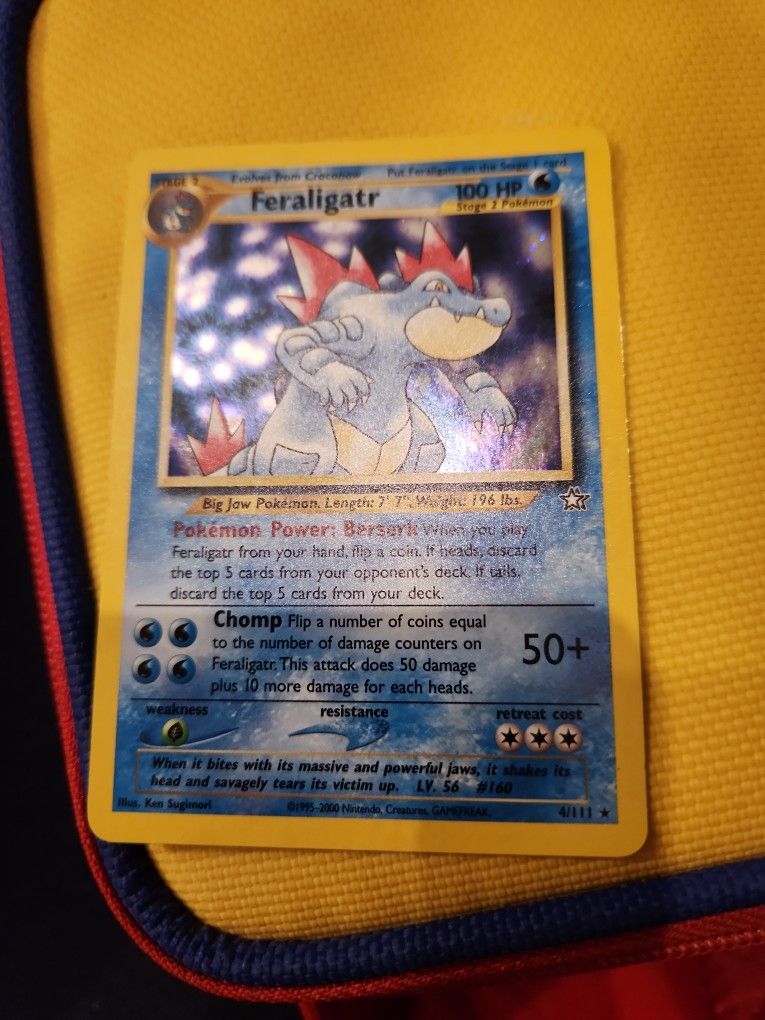 STAGE 2 Evolves from Croconaw Put Feraligatr on the Stage 1 card
Feraligatr 100 HP
Stage 2 Pokémon
Big Jaw Pokémon. Length: 7' 7", Weight: 196 lbs.
Pokémon Power: Berserk When you play
Feraligatr from your hand, flip a coin. If heads, discard
the top 5 cards from your opponent's deck. If tails,
discard the top 5 cards from your deck.
Chomp Flip a number of coins equal
to the number of damage counters on
Feraligatr. This attack does 50 damage
plus 10 more damage for each heads.
50+
weakness resistance retreat cost
When it bites with its massive and powerful jaws, it shakes its
head and savagely tears its victim up. LV. 56 #160
Illus. Ken Sugimori ©1995-2000 Nintendo, Creatures, GAMEFREAK. 4/111 ★